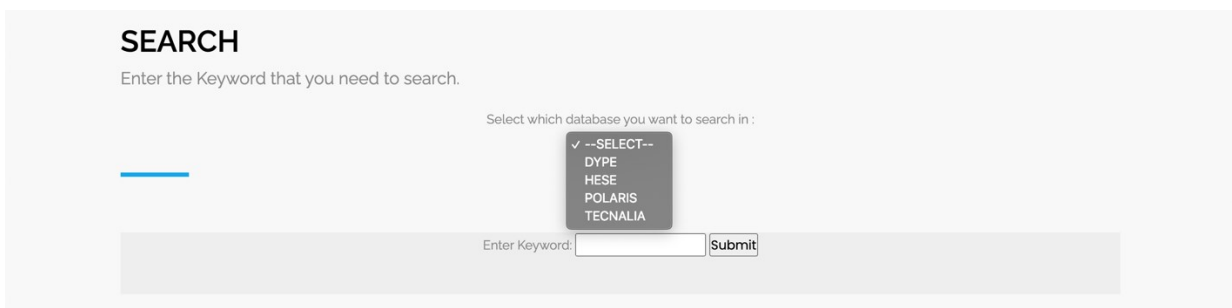 SEARCH
Enter the Keyword that you need to search.
Select which database you want to search in :
✓ --SELECT--
DYPE
HESE
POLARIS
TECNALIA
Enter Keyword: Submit